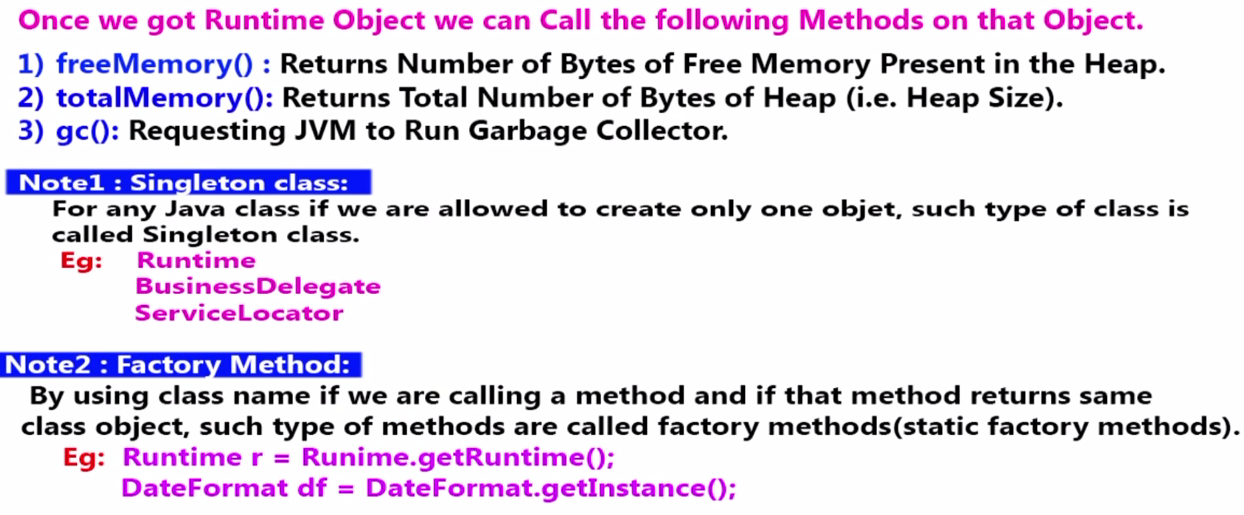 Once we got Runtime Object we can Call the following Methods on that Object.
1) freeMemory() : Returns Number of Bytes of Free Memory Present in the Heap.
2) totalMemory(): Returns Total Number of Bytes of Heap (i.e. Heap Size).
3) gc(): Requesting JVM to Run Garbage Collector.
Note1 : Singleton class:
For any Java class if we are allowed to create only one objet, such type of class is
called Singleton class.
Eg: Runtime
BusinessDelegate
ServiceLocator
Note2 : Factory Method:
By using class name if we are calling a method and if that method returns same
class object, such type of methods are called factory methods(static factory methods).
Eg: Runtime r = Runime.getRuntime();
DateFormat df = DateFormat.getInstance();